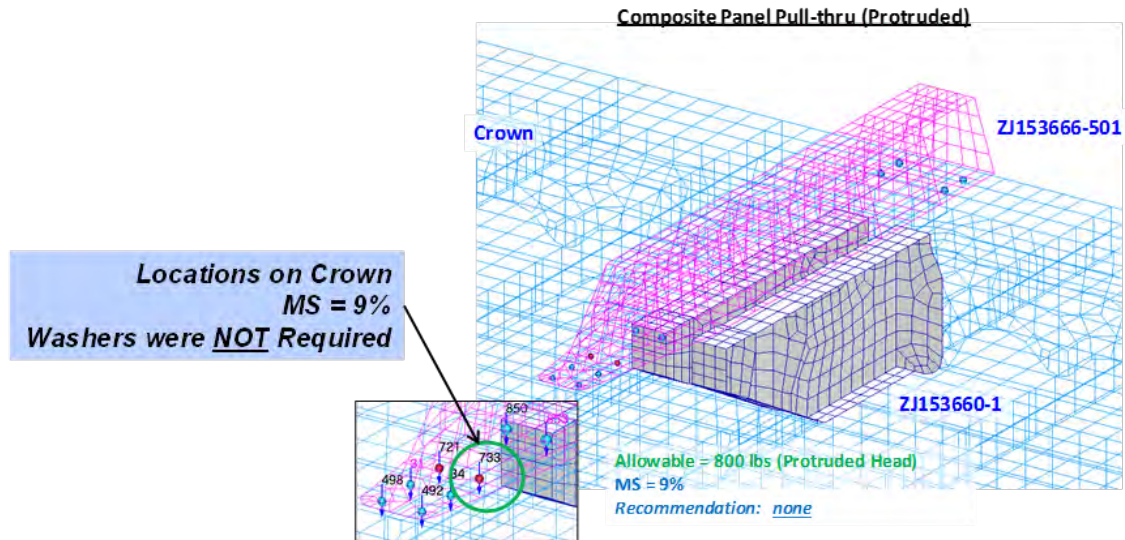 Composite Panel Pull-thru (Protruded)
Crown
ZJ153666-501
Locations on Crown
MS = 9%
Washers were NOT Required
ZJ153660-1
850
721
733
31
34
498
492
Allowable = 800 lbs (Protruded Head)
MS = 9%
Recommendation: none